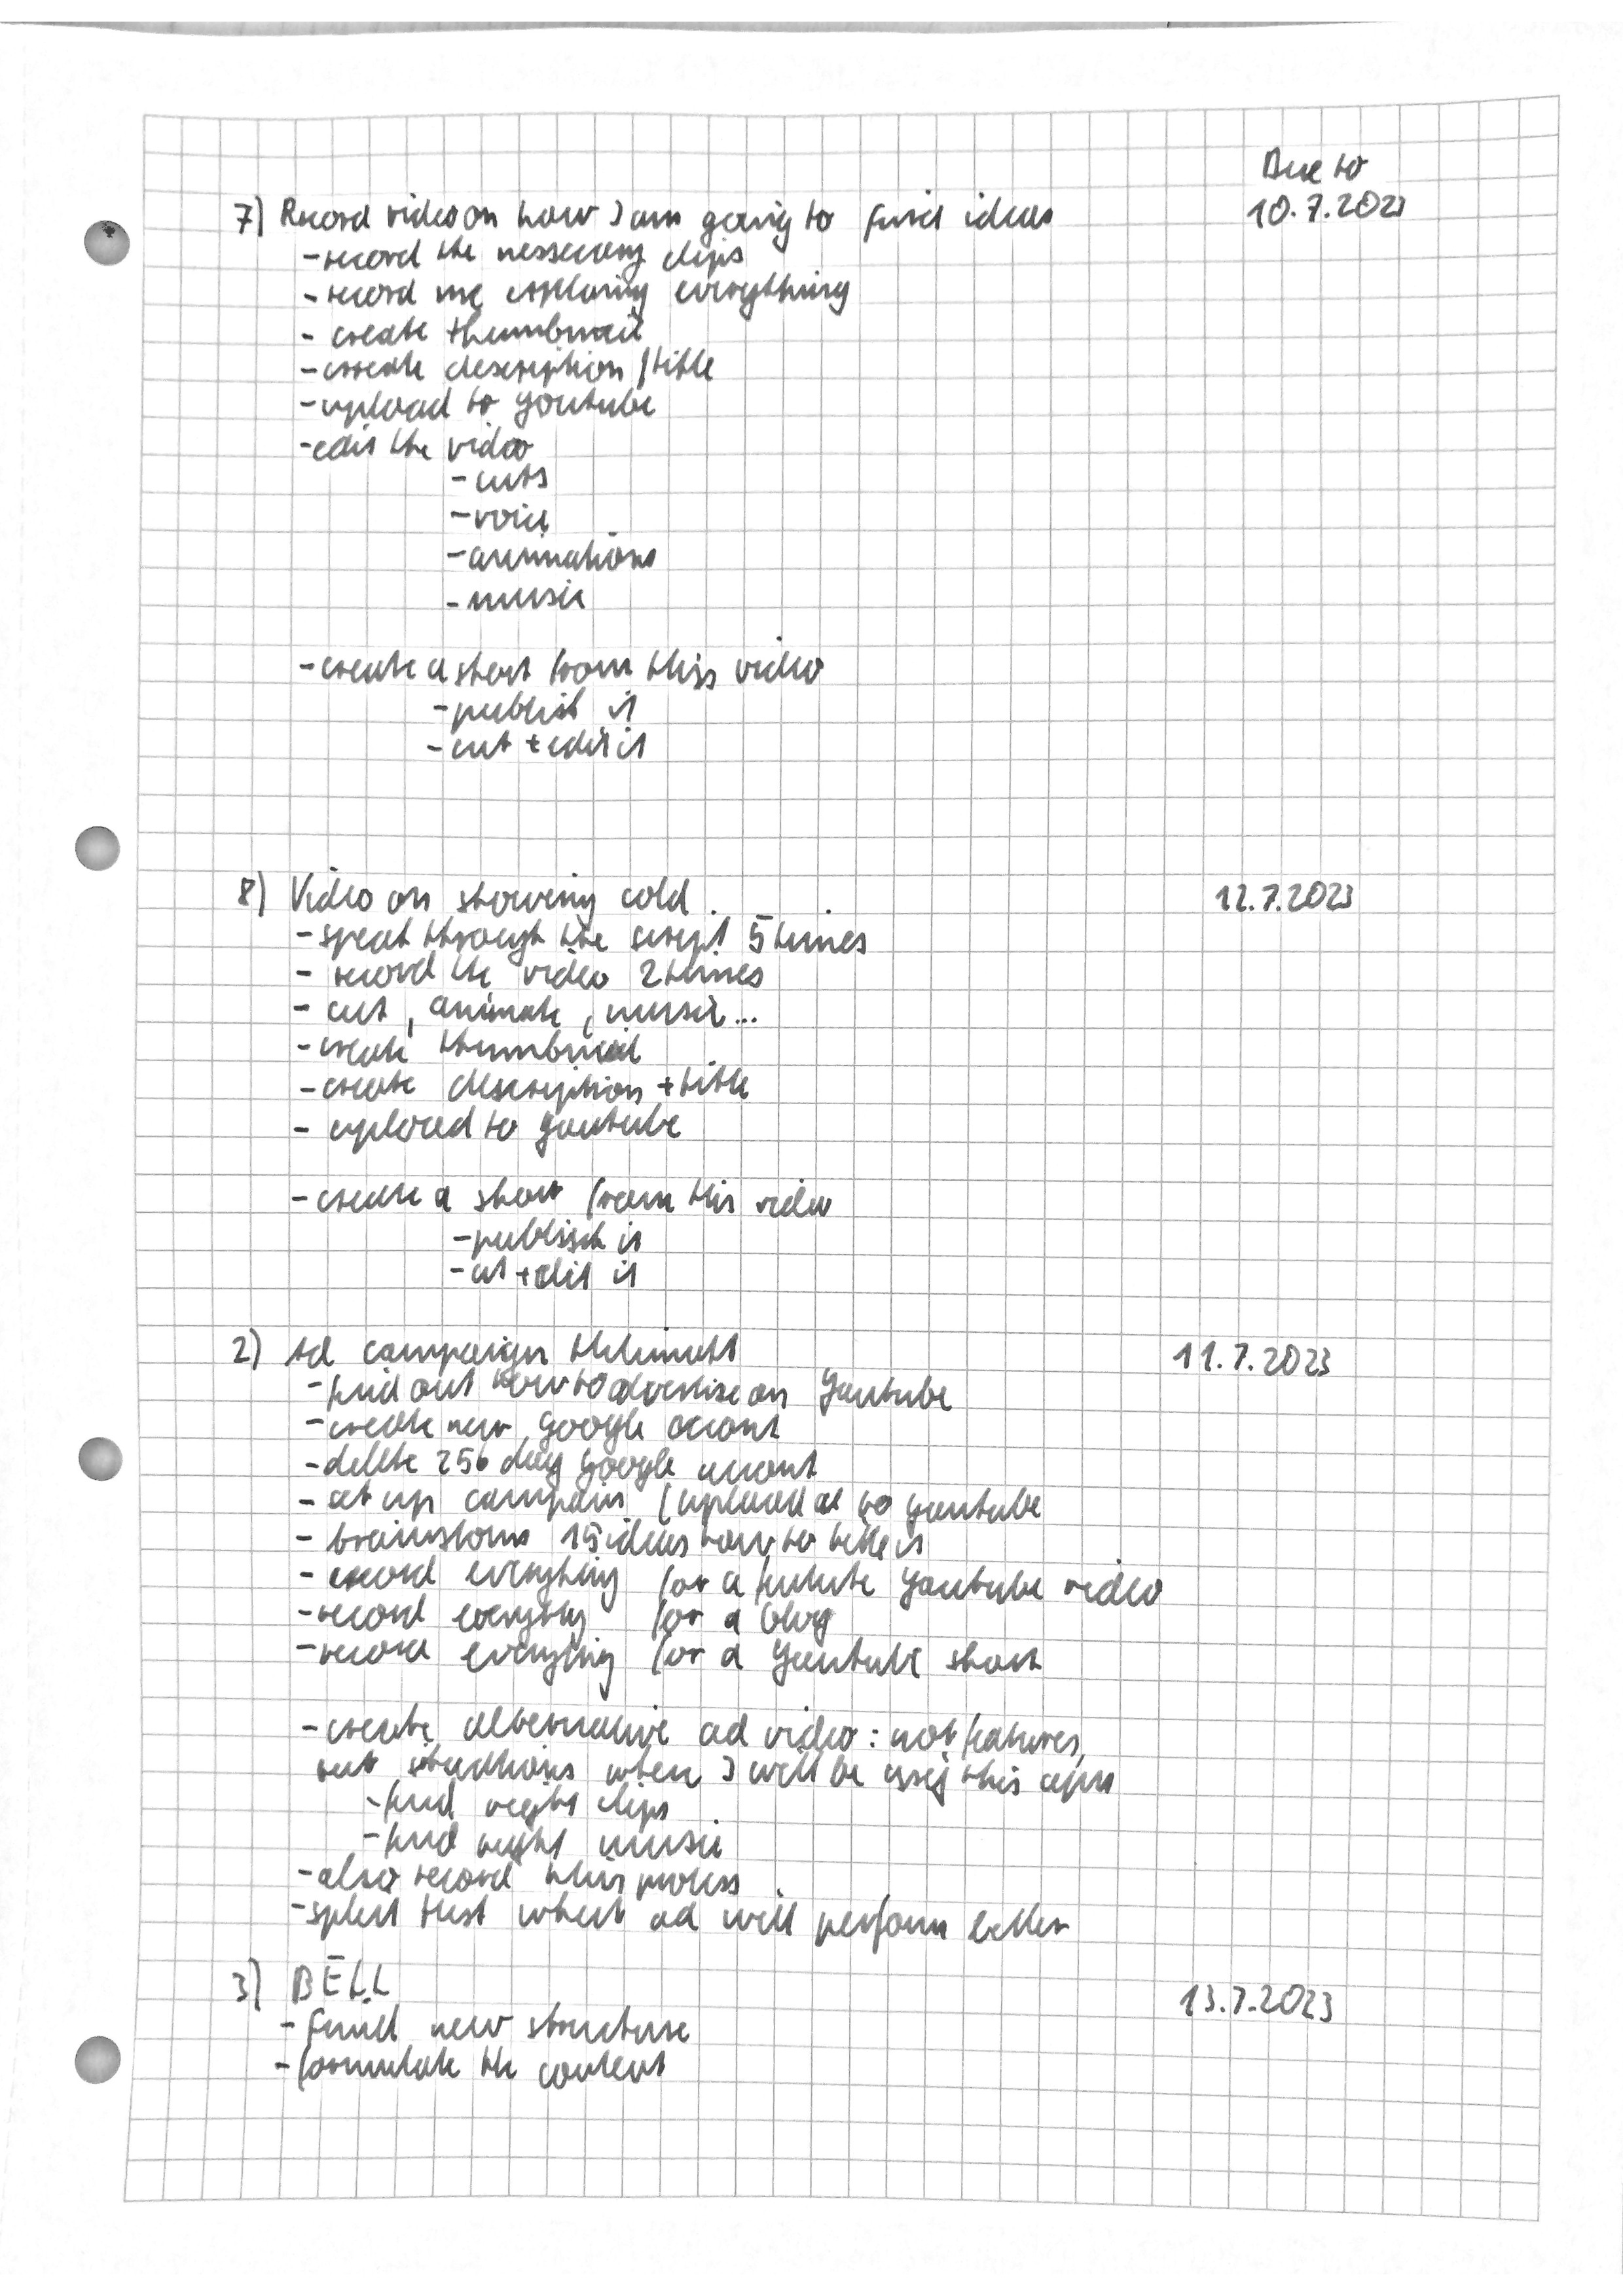 Due to
7) Record video on how I am going to find ideas 10.7.2023
- record the nessecary clips
- record me explaining everything
- create thumbnail
- create description / title
- upload to youtube
- edit the video
- cuts
- voice
- animations
- music
- create a short from this video
- publish it
- cut + edit it
8) Video on showering cold 12.7.2023
- speak through the script 5 times
- record the video 2 times
- cut, animate, music...
- create thumbnail
- create description + title
- upload to youtube
- create a short from this video
- publisch it
- cut + edit it
2) Ad campaign 11.7.2023
- find out how to advertise on Youtube
- create new google acount
- delete 256 day google acount
- set up campain (upload ad to youtube
- brainstorm 15 ideas how to title it
- record everything for a future Youtube video
- record everything for a blog
- record everything for a Youtube short
- create alternative ad video: not features,
but situations when I will be using this app
- find right clips
- find right music
- also record this process
- split test which ad will perform better
3) BELL 13.7.2023
- find new structure
- formulate the content